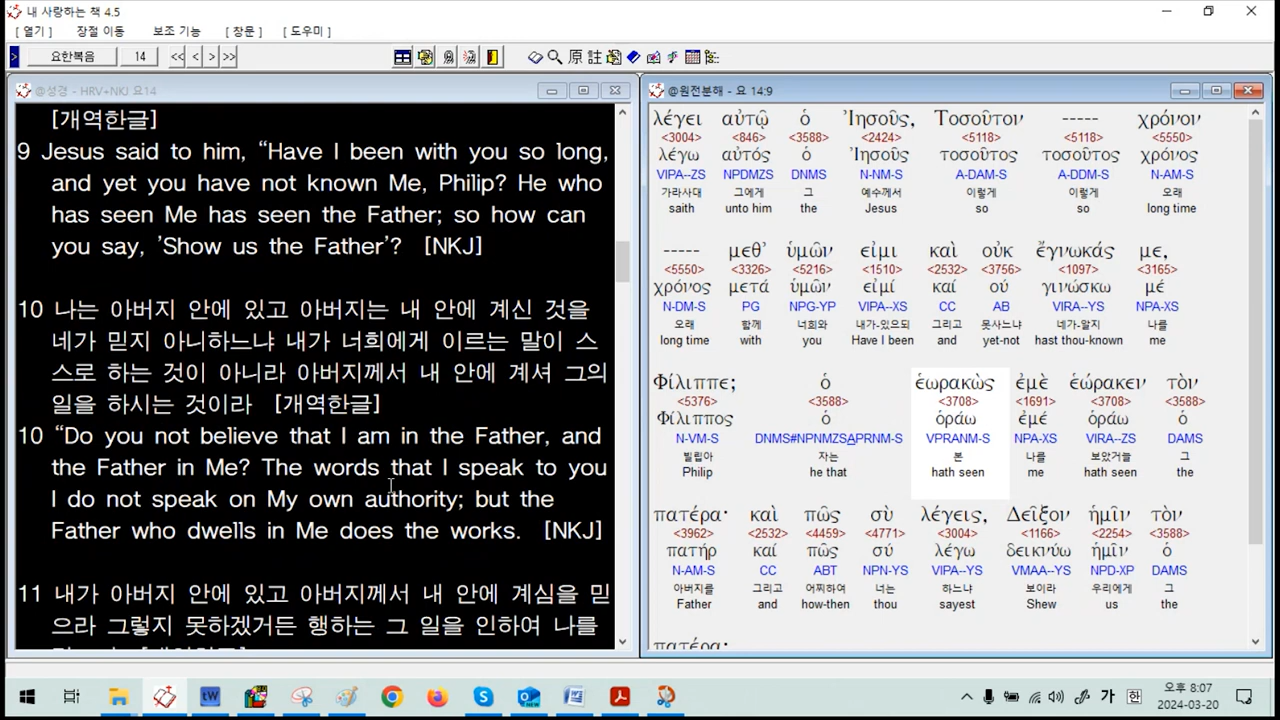 내 사랑하는 책 4.5
[ 열기 ] 장절 이동 보조 기능 [ 창문 ] [ 도우미 ]
> 요한복음 14 << < > >> 原 註
@성경 - HRV+NKJ 요14
[개역한글]
9 Jesus said to him, “Have I been with you so long,
and yet you have not known Me, Philip? He who
has seen Me has seen the Father; so how can
you say, 'Show us the Father'? [NKJ]
10 나는 아버지 안에 있고 아버지는 내 안에 계신 것을
네가 믿지 아니하느냐 내가 너희에게 이르는 말이 스
스로 하는 것이 아니라 아버지께서 내 안에 계셔 그의
일을 하시는 것이라 [개역한글]
10 “Do you not believe that I am in the Father, and
the Father in Me? The words that I speak to you
I do not speak on My own authority; but the
Father who dwells in Me does the works. [NKJ]
11 내가 아버지 안에 있고 아버지께서 내 안에 계심을 믿
으라 그렇지 못하겠거든 행하는 그 일을 인하여 나를
@원전분해 - 요 14:9
λέγει αὐτῷ ὁ Ἰησοῦς, Τοσοῦτον ----- χρόνον
<3004> <846> <3588> <2424> <5118> <5118> <5550>
λέγω αὐτός ὁ Ἰησοῦς τοσοῦτος τοσοῦτος χρόνος
VIPA--ZS NPDMZS DNMS N-NM-S A-DAM-S A-DDM-S N-AM-S
가라사대 그에게 그 예수께서 이렇게 이렇게 오래
saith unto him the Jesus so so long time
----- μεθ' ὑμῶν εἰμι καὶ οὐκ ἔγνωκάς με,
<5550> <3326> <5216> <1510> <2532> <3756> <1097> <3165>
χρόνος μετά ὑμῶν εἰμί καί οὐ γινώσκω μέ
N-DM-S PG NPG-YP VIPA--XS CC AB VIRA--YS NPA-XS
오래 함께 너희와 내가-있으되 그리고 못사느냐 네가-알지 나를
long time with you Have I been and yet-not hast thou-known me
Φίλιππε; ὁ ἑωρακὼς ἐμὲ ἑώρακεν τὸν
<5376> <3588> <3708> <1691> <3708> <3588>
Φίλιππος ὁ ὁράω ἐμέ ὁράω ὁ
N-VM-S DNMS#NPNMZSAPRNM-S VPRANM-S NPA-XS VIRA--ZS DAMS
빌립아 자는 본 나를 보았거늘 그
Philip he that hath seen me hath seen the
πατέρα· καὶ πῶς σὺ λέγεις, Δεῖξον ἡμῖν τὸν
<3962> <2532> <4459> <4771> <3004> <1166> <2254> <3588>
πατήρ καί πῶς σύ λέγω δεικνύω ἡμῖν ὁ
N-AM-S CC ABT NPN-YS VIPA--YS VMAA--YS NPD-XP DAMS
아버지를 그리고 어찌하여 너는 하느냐 보이라 우리에게 그
Father and how-then thou sayest Shew us the
πατέρα·
가 한 오후 8:07
2024-03-20